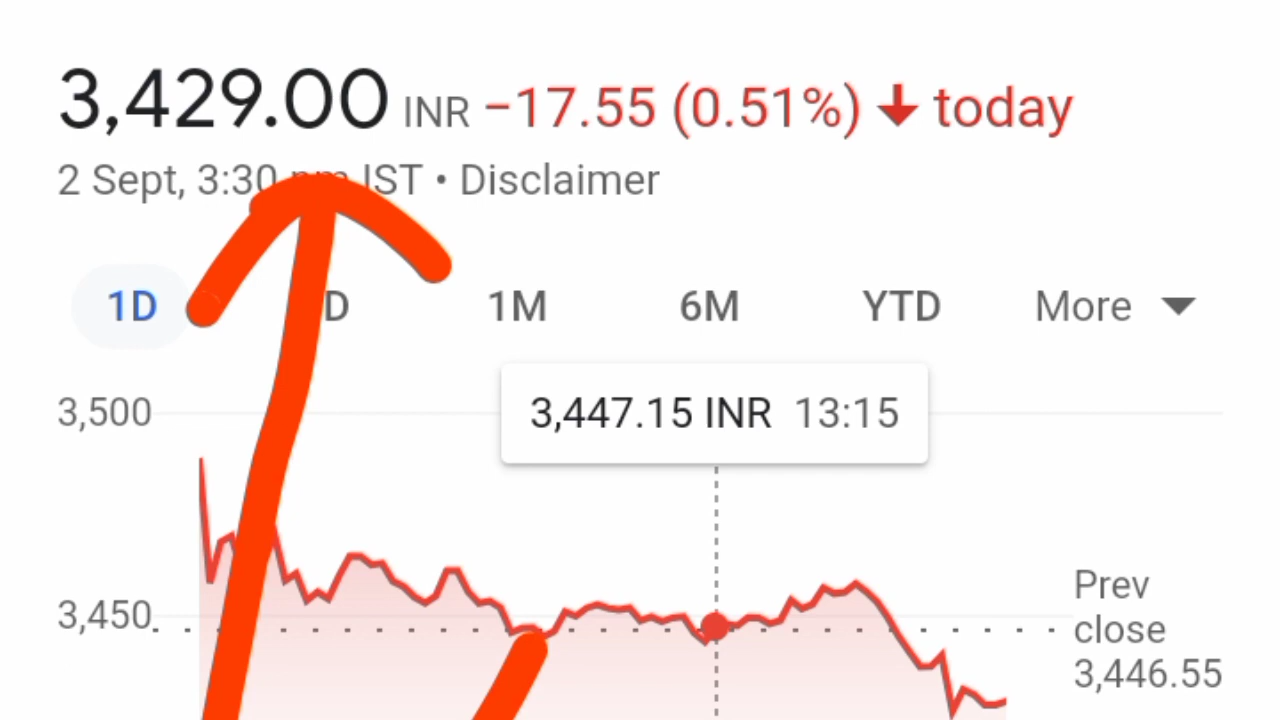 3,429.00 INR −17.55 (0.51%) ↓ today
2 Sept, 3:30 IST • Disclaimer
1D D 1M 6M YTD More
3,447.15 INR 13:15
3,500
3,450
Prev
close
3,446.55